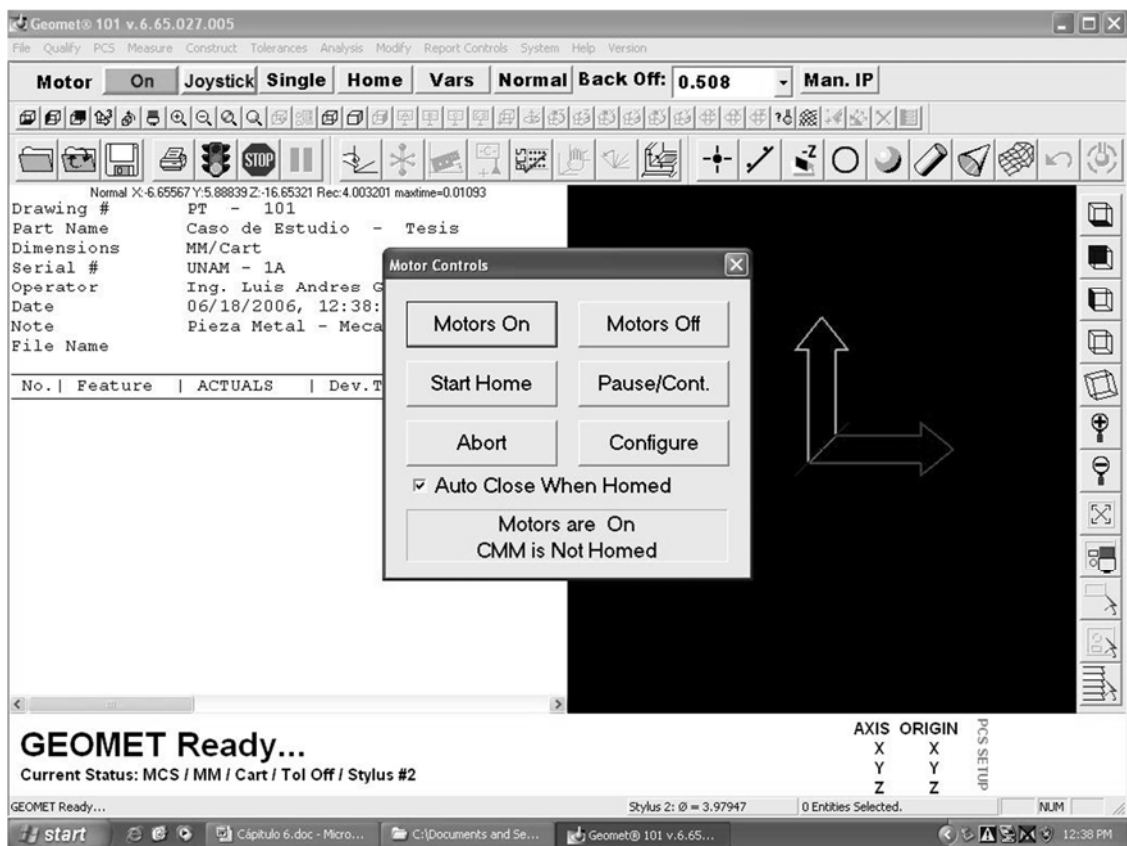 Geomet® 101 v.6.65.027.005
File Qualify PCS Measure Construct Tolerances Analysis Modify Report Controls System Help Version
Motor On Joystick Single Home Vars Normal Back Off: 0.508 Man. IP
STOP
Normal X:-6.65567 Y:5.88839 Z:-16.65321 Rec:4.003201 maxtime=0.01093
Drawing # PT - 101
Part Name Caso de Estudio - Tesis
Dimensions MM/Cart
Serial # UNAM - 1A
Operator Ing. Luis Andres G
Date 06/18/2006, 12:38:
Note Pieza Metal - Meca
File Name
No.| Feature | ACTUALS | Dev.T
Motor Controls
Motors On Motors Off
Start Home Pause/Cont.
Abort Configure
Auto Close When Homed
Motors are On
CMM is Not Homed
GEOMET Ready...
Current Status: MCS / MM / Cart / Tol Off / Stylus #2
AXIS ORIGIN
X X
Y Y
Z Z
PCS SETUP
GEOMET Ready... Stylus 2: Ø = 3.97947 0 Entities Selected. NUM
start Cápitulo 6.doc - Micro... C:\Documents and Se... Geomet® 101 v.6.65... 12:38 PM